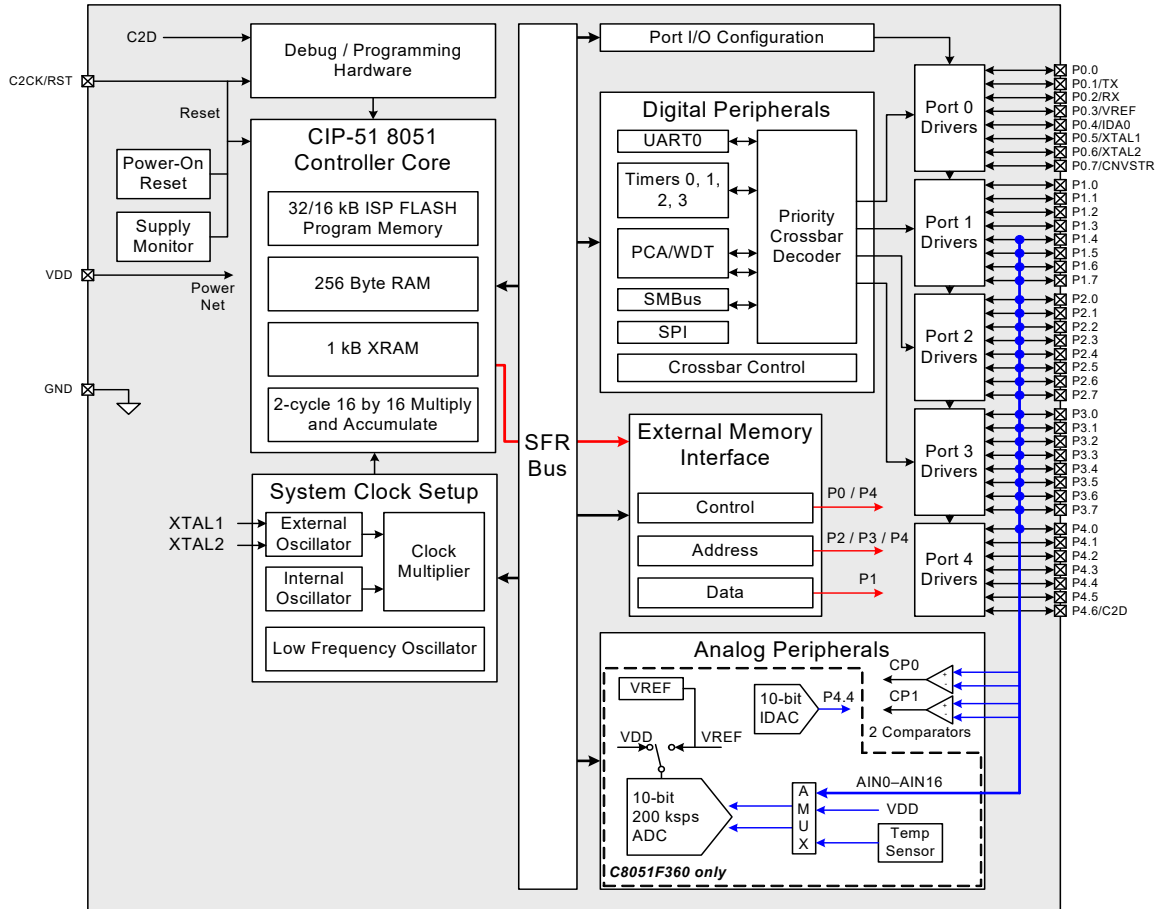 C2D
Debug / Programming
Hardware
C2CK/RST
Reset
CIP-51 8051
Controller Core
Power-On
Reset
Supply
Monitor
32/16 kB ISP FLASH
Program Memory
256 Byte RAM
1 kB XRAM
2-cycle 16 by 16 Multiply
and Accumulate
VDD
Power
Net
GND
System Clock Setup
XTAL1
XTAL2
External
Oscillator
Internal
Oscillator
Clock
Multiplier
Low Frequency Oscillator
SFR
Bus
Port I/O Configuration
Digital Peripherals
UART0
Timers 0, 1,
2, 3
PCA/WDT
SMBus
SPI
Priority
Crossbar
Decoder
Crossbar Control
External Memory
Interface
Control
Address
Data
P0 / P4
P2 / P3 / P4
P1
Port 0
Drivers
Port 1
Drivers
Port 2
Drivers
Port 3
Drivers
Port 4
Drivers
P0.0
P0.1/TX
P0.2/RX
P0.3/VREF
P0.4/IDA0
P0.5/XTAL1
P0.6/XTAL2
P0.7/CNVSTR
P1.0
P1.1
P1.2
P1.3
P1.4
P1.5
P1.6
P1.7
P2.0
P2.1
P2.2
P2.3
P2.4
P2.5
P2.6
P2.7
P3.0
P3.1
P3.2
P3.3
P3.4
P3.5
P3.6
P3.7
P4.0
P4.1
P4.2
P4.3
P4.4
P4.5
P4.6/C2D
Analog Peripherals
VREF
10-bit
IDAC
P4.4
CP0
+
-
CP1
+
-
2 Comparators
VDD
VREF
10-bit
200 ksps
ADC
A
M
U
X
AIN0–AIN16
VDD
Temp
Sensor
C8051F360 only